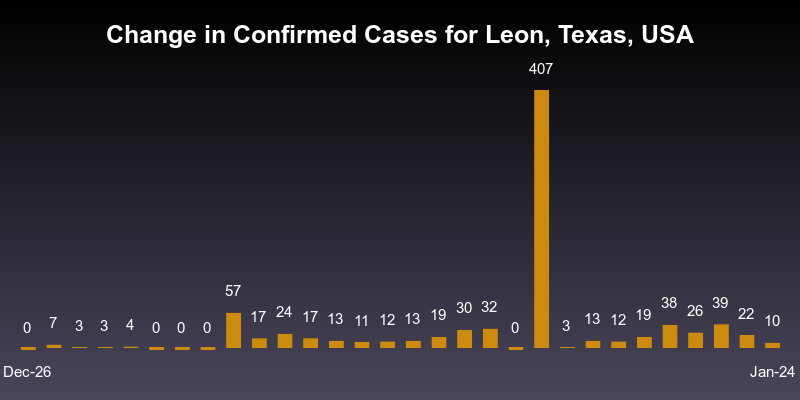 Change in Confirmed Cases for Leon, Texas, USA
407
57
0 7 3 3 4 0 0 0 17 24 17 13 11 12 13 19 30 32 0 3 13 12 19 38 26 39 22 10
Dec-26 Jan-24